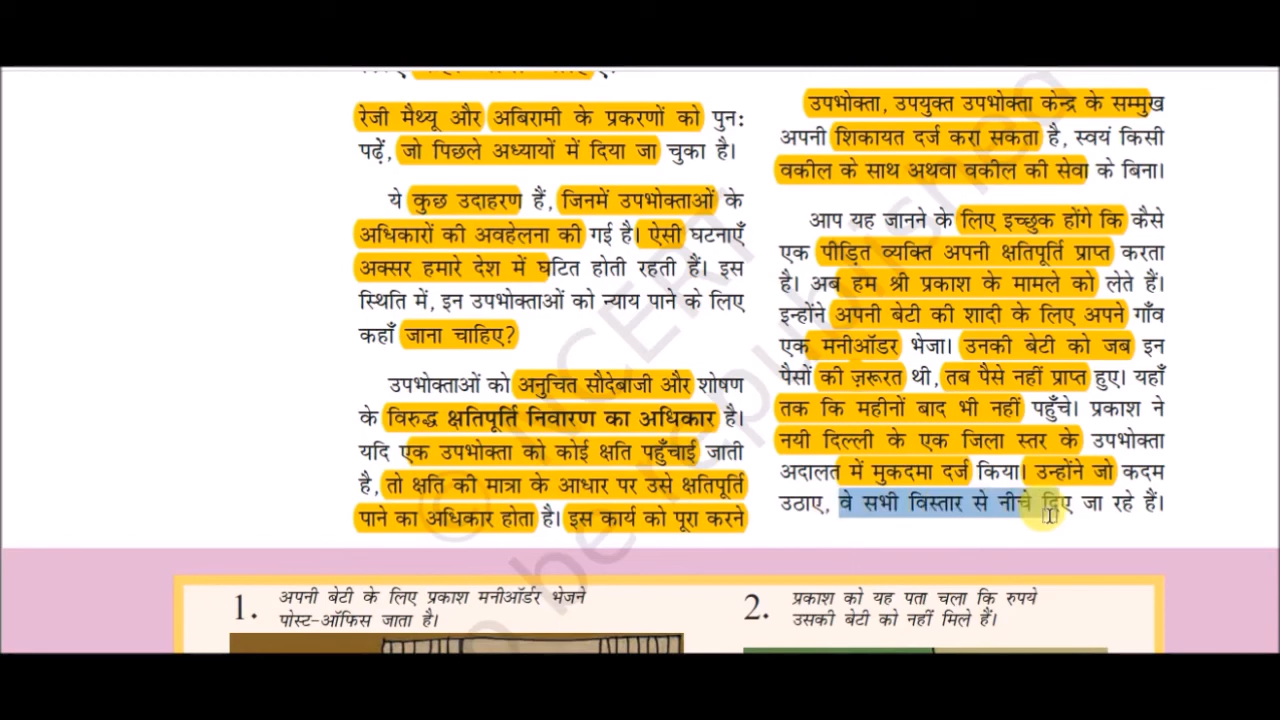 रेजी मैथ्यू और अबिरामी के प्रकरणों को पुन:
पढ़ें, जो पिछले अध्यायों में दिया जा चुका है।
ये कुछ उदाहरण हैं, जिनमें उपभोक्ताओं के
अधिकारों की अवहेलना की गई है। ऐसी घटनाएँ
अक्सर हमारे देश में घटित होती रहती हैं। इस
स्थिति में, इन उपभोक्ताओं को न्याय पाने के लिए
कहाँ जाना चाहिए?
उपभोक्ताओं को अनुचित सौदेबाजी और शोषण
के विरुद्ध क्षतिपूर्ति निवारण का अधिकार है।
यदि एक उपभोक्ता को कोई क्षति पहुँचाई जाती
है, तो क्षति की मात्रा के आधार पर उसे क्षतिपूर्ति
पाने का अधिकार होता है। इस कार्य को पूरा करने
उपभोक्ता, उपयुक्त उपभोक्ता केन्द्र के सम्मुख
अपनी शिकायत दर्ज करा सकता है, स्वयं किसी
वकील के साथ अथवा वकील की सेवा के बिना।
आप यह जानने के लिए इच्छुक होंगे कि कैसे
एक पीड़ित व्यक्ति अपनी क्षतिपूर्ति प्राप्त करता
है। अब हम श्री प्रकाश के मामले को लेते हैं।
इन्होंने अपनी बेटी की शादी के लिए अपने गाँव
एक मनीऑडर भेजा। उनकी बेटी को जब इन
पैसों की ज़रूरत थी, तब पैसे नहीं प्राप्त हुए। यहाँ
तक कि महीनों बाद भी नहीं पहुँचे। प्रकाश ने
नयी दिल्ली के एक जिला स्तर के उपभोक्ता
अदालत में मुकदमा दर्ज किया। उन्होंने जो कदम
उठाए, वे सभी विस्तार से नीचे दिए जा रहे हैं।
1. अपनी बेटी के लिए प्रकाश मनीऑर्डर भेजने
पोस्ट-ऑफिस जाता है।
2. प्रकाश को यह पता चला कि रुपये
उसकी बेटी को नहीं मिले हैं।
© NCERT
be republished